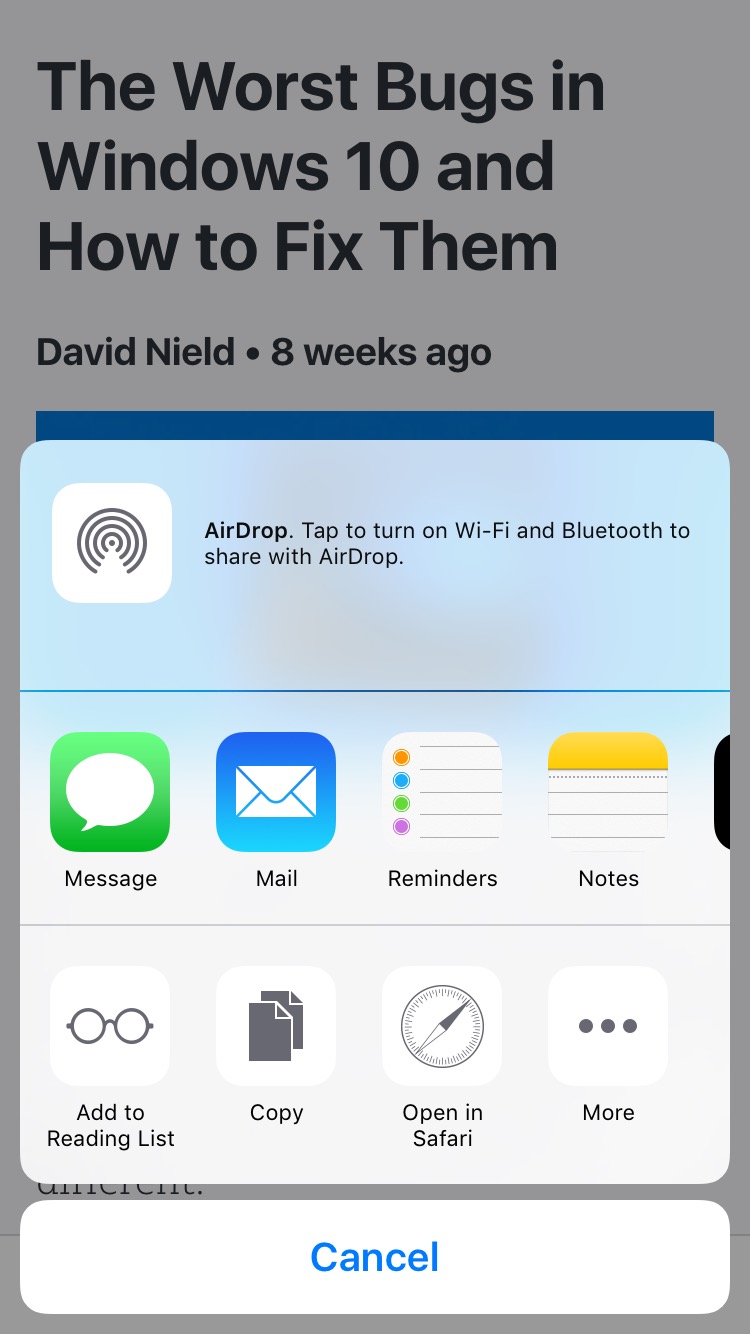 The Worst Bugs in
Windows 10 and
How to Fix Them
David Nield • 8 weeks ago
AirDrop. Tap to turn on Wi-Fi and Bluetooth to
share with AirDrop.
Message Mail Reminders Notes
Add to Copy Open in More
Reading List Safari
different.
Cancel